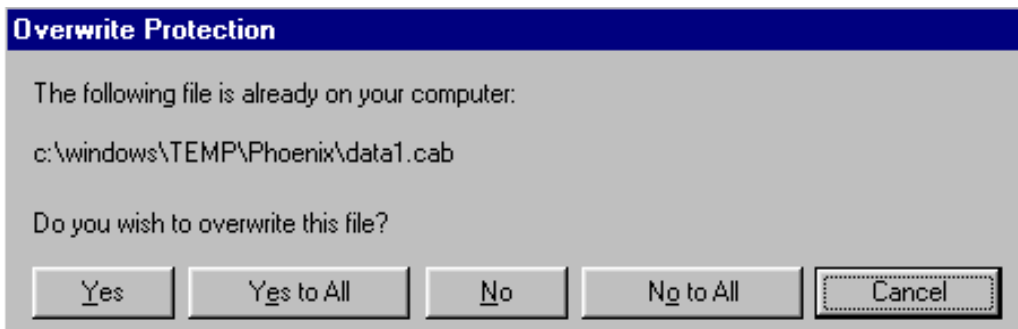 Overwrite Protection
The following file is already on your computer:
c:\windows\TEMP\Phoenix\data1.cab
Do you wish to overwrite this file?
Yes Yes to All No No to All Cancel